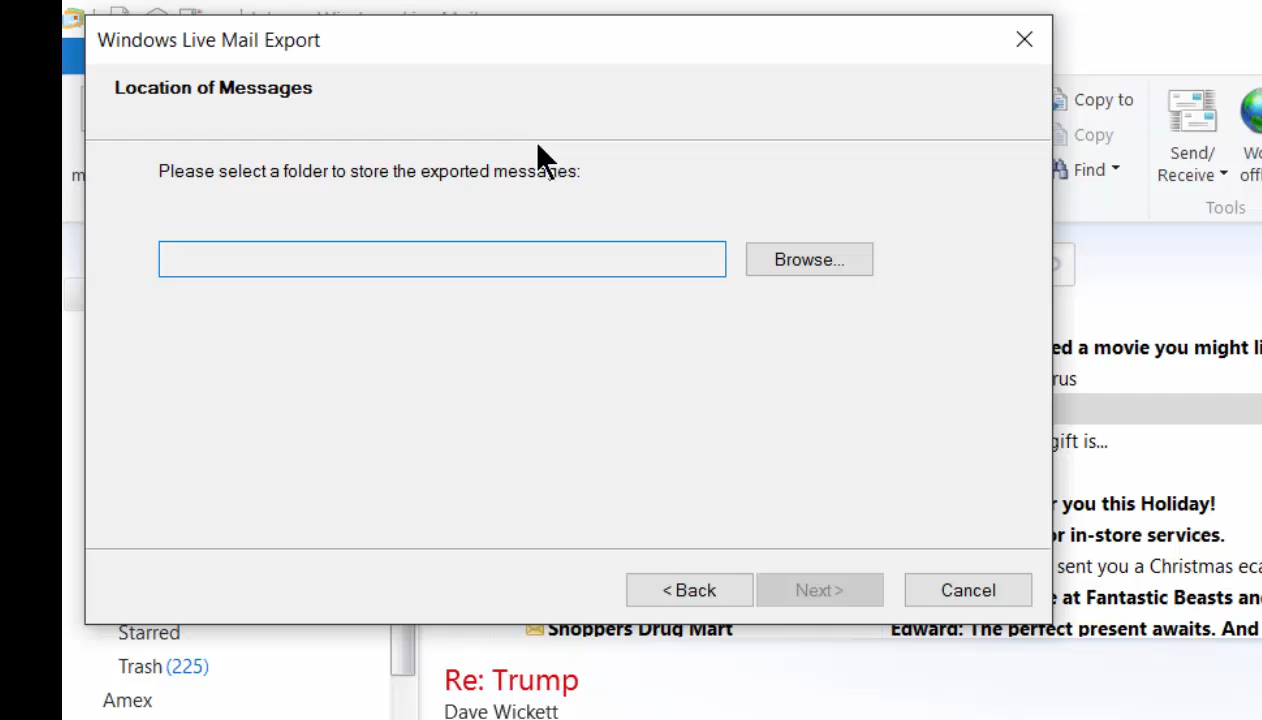 Windows Live Mail Export
Location of Messages
Please select a folder to store the exported messages:
Browse...
< Back
Next >
Cancel
Copy to
Copy
Find
Send/
Receive
Tools
ed a movie you might li
rus
gift is...
r you this Holiday!
or in-store services.
sent you a Christmas eca
e at Fantastic Beasts and
Shoppers Drug Mart
Edward: The perfect present awaits. And
Starred
Trash (225)
Amex
Re: Trump
Dave Wickett